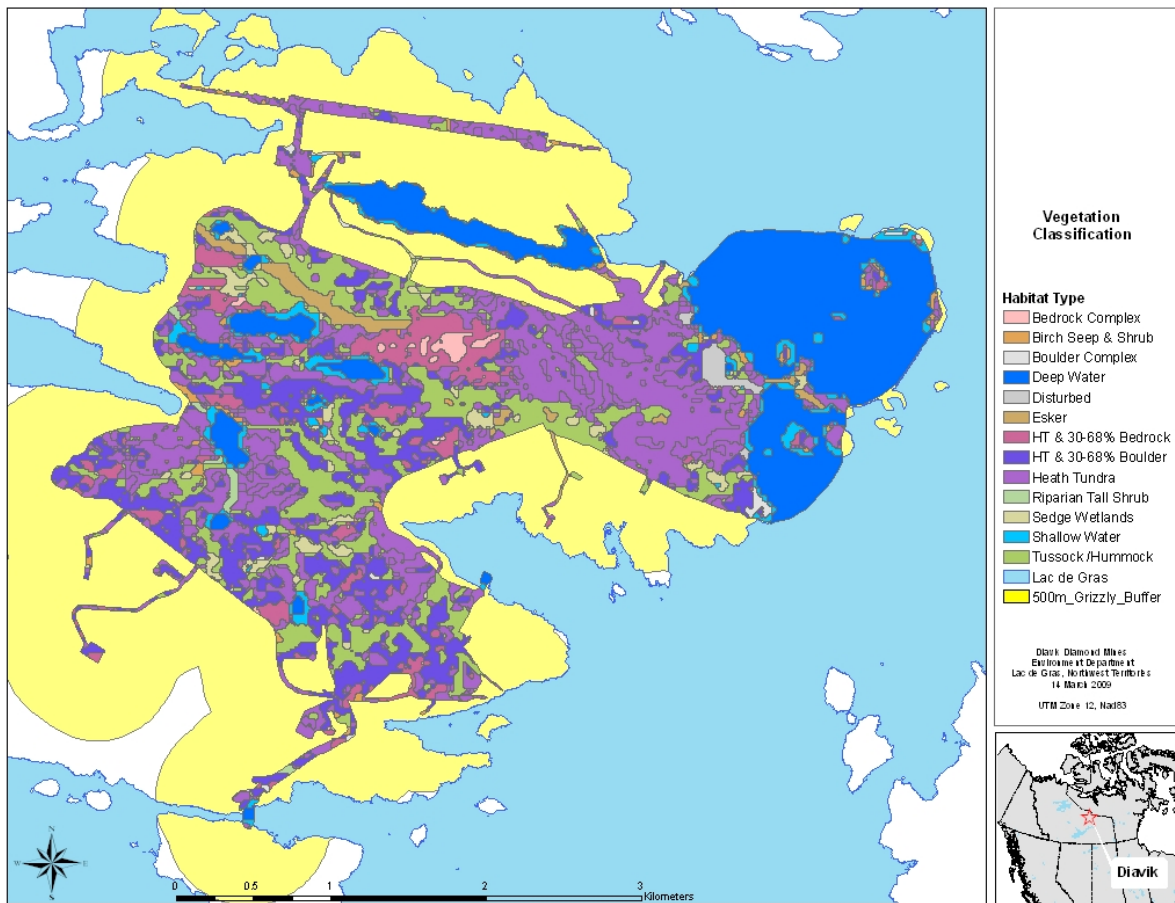 Vegetation
Classification
Habitat Type
Bedrock Complex
Birch Seep & Shrub
Boulder Complex
Deep Water
Disturbed
Esker
HT & 30-68% Bedrock
HT & 30-68% Boulder
Heath Tundra
Riparian Tall Shrub
Sedge Wetlands
Shallow Water
Tussock/Hummock
Lac de Gras
500m_Grizzly_Buffer
Diavik Diamond Mines
Environment Department
Lac de Gras, Northwest Territories
14 March 2009
UTM Zone 12, Nad83
N
W
E
S
0 0.5 1 2 3
Kilometers
Diavik